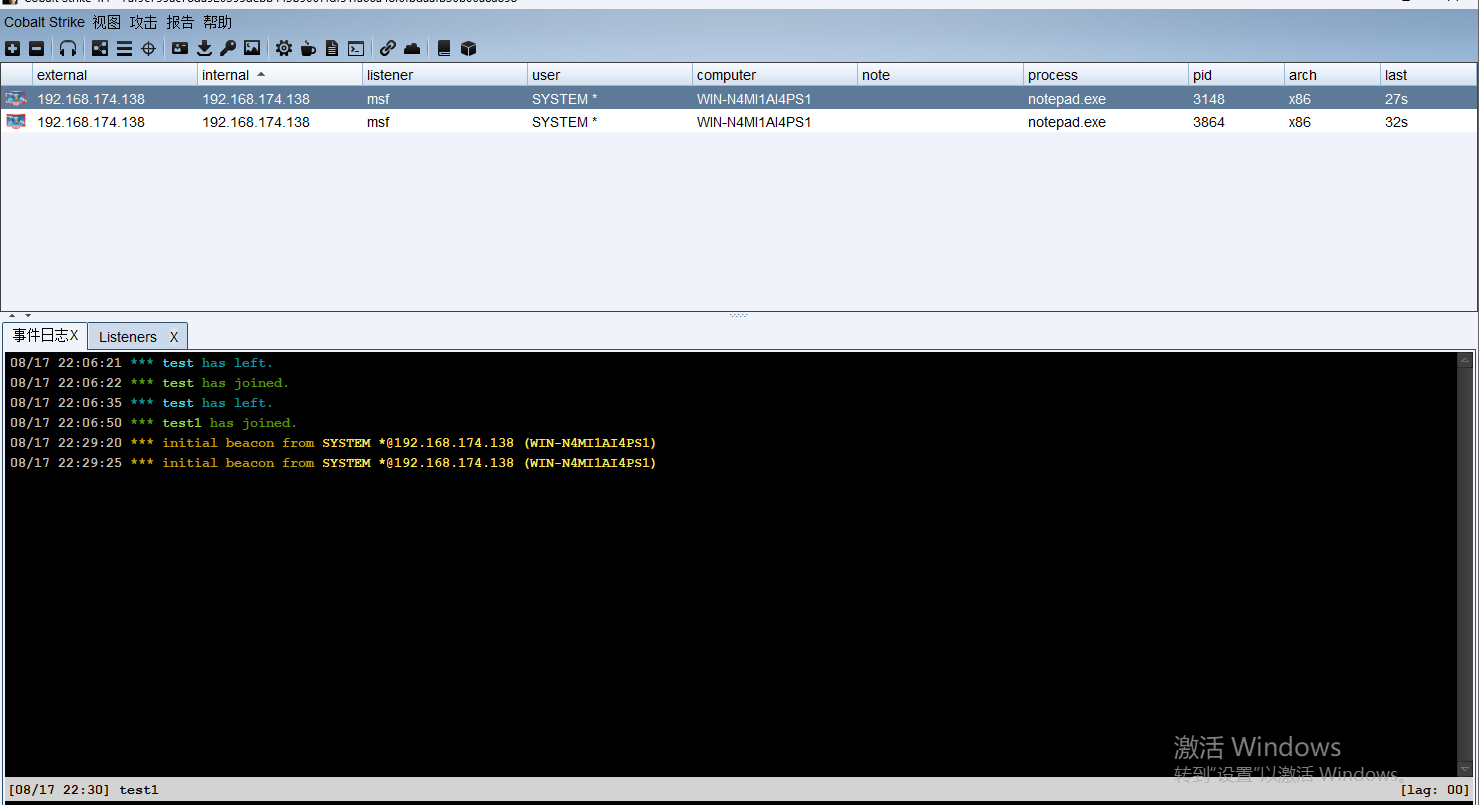 Cobalt Strike 视图 攻击 报告 帮助
external internal listener user computer note process pid arch last
192.168.174.138 192.168.174.138 msf SYSTEM * WIN-N4MI1AI4PS1 notepad.exe 3148 x86 27s
192.168.174.138 192.168.174.138 msf SYSTEM * WIN-N4MI1AI4PS1 notepad.exe 3864 x86 32s
事件日志X Listeners X
08/17 22:06:21 *** test has left.
08/17 22:06:22 *** test has joined.
08/17 22:06:35 *** test has left.
08/17 22:06:50 *** test1 has joined.
08/17 22:29:20 *** initial beacon from SYSTEM *@192.168.174.138 (WIN-N4MI1AI4PS1)
08/17 22:29:25 *** initial beacon from SYSTEM *@192.168.174.138 (WIN-N4MI1AI4PS1)
激活 Windows
转到“设置”以激活 Windows。
[08/17 22:30] test1 [lag: 00]